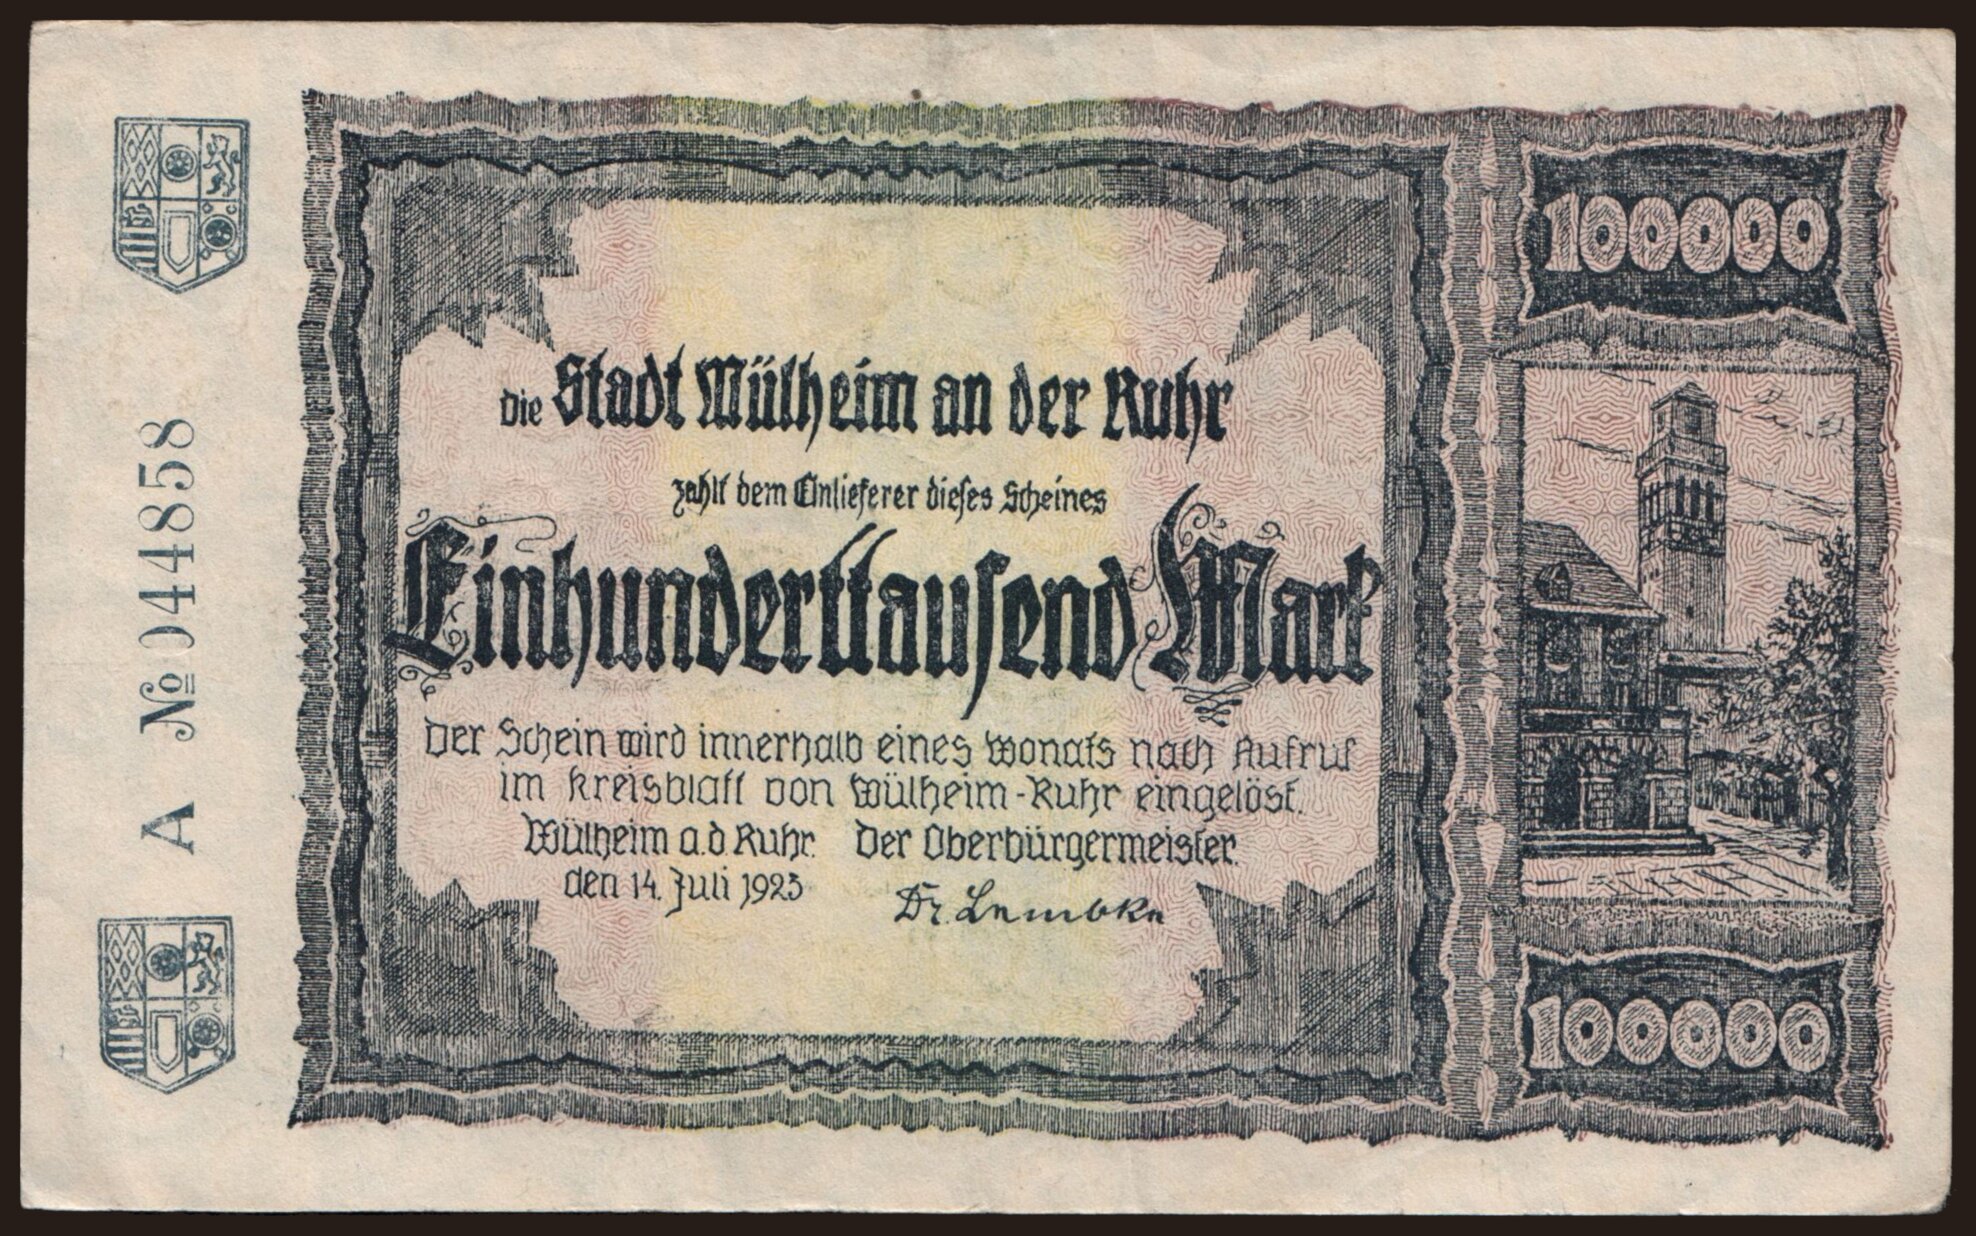 A № 044858
Die Stadt Mülheim an der Ruhr
zahlt dem Einlieferer dieses Scheines
Einhunderttausend Mark
Der Schein wird innerhalb eines Monats nach Aufruf
im Kreisblatt von Mülheim-Ruhr eingelöst.
Mülheim a.d. Ruhr. Der Oberbürgermeister.
den 14. Juli 1923 Dr. Lembke
100000
100000